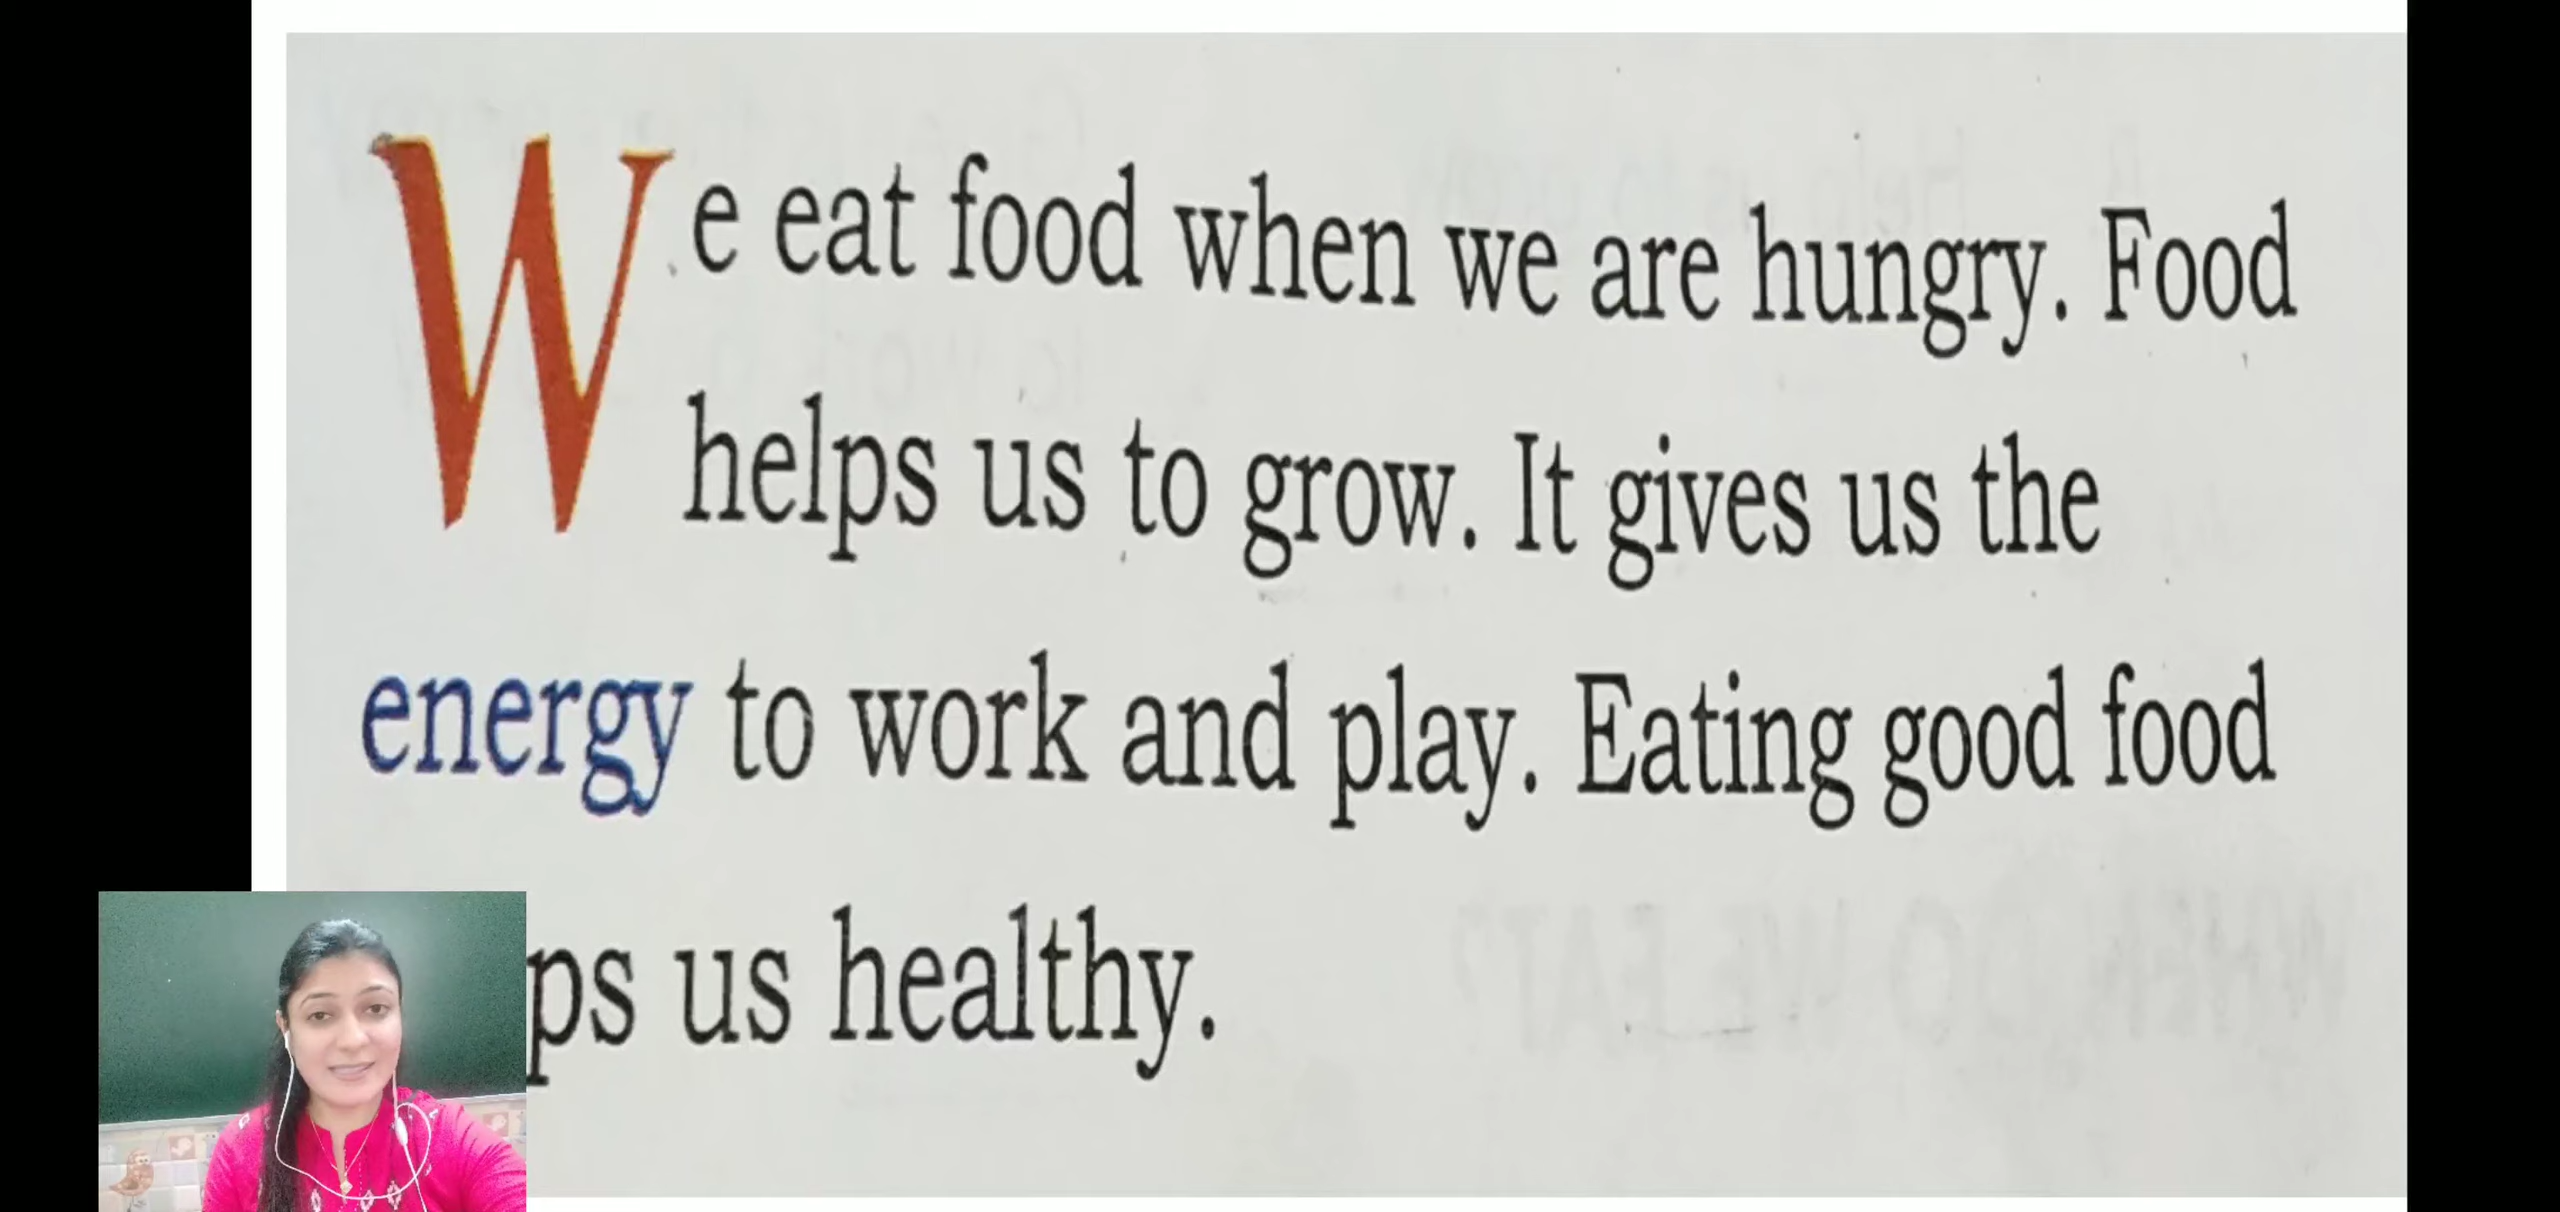 We eat food when we are hungry. Food
helps us to grow. It gives us the
energy to work and play. Eating good food
ps us healthy.